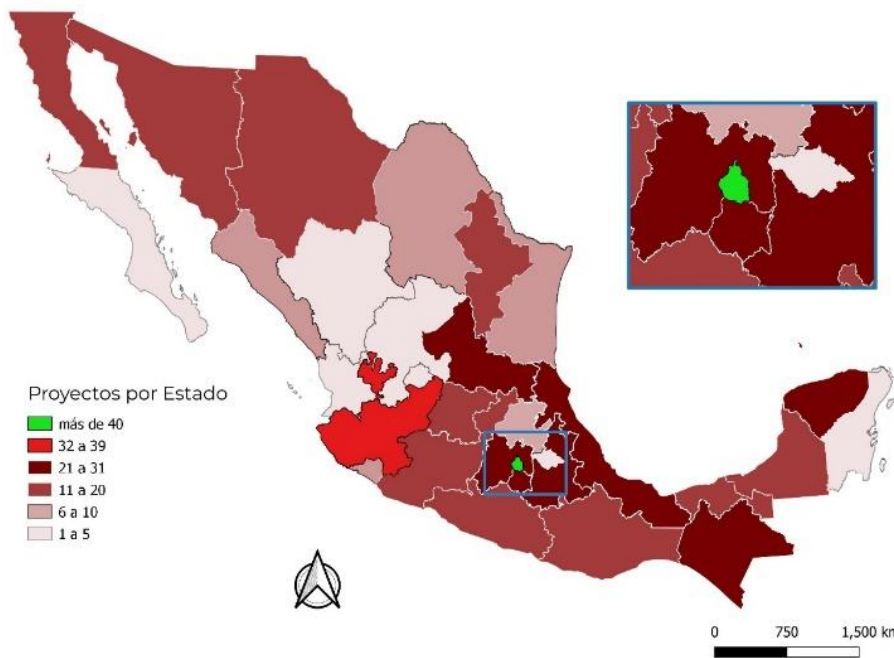 Proyectos por Estado
más de 40
32 a 39
21 a 31
11 a 20
6 a 10
1 a 5
0 750 1,500 km